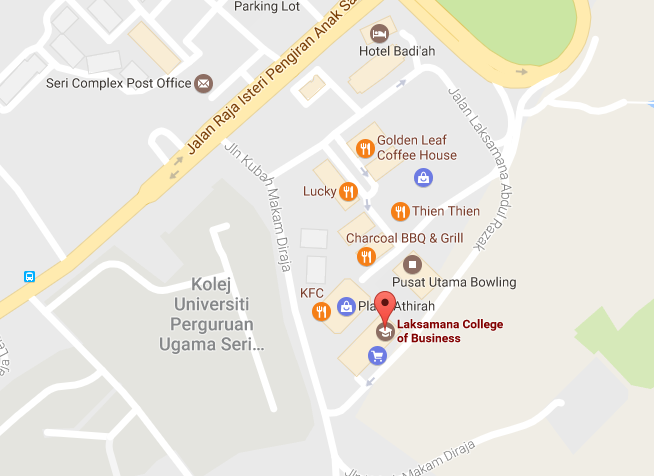 Parking Lot
Hotel Badi'ah
Seri Complex Post Office
Jalan Raja Isteri Pengiran Anak Sa
Jalan Laksamana Abdul Razak
Jln Kubah Makam Diraja
Golden Leaf
Coffee House
Lucky
Thien Thien
Charcoal BBQ & Grill
Kolej
Universiti
Perguruan
Ugama Seri...
Pusat Utama Bowling
KFC
Athirah
Laksamana College
of Business
Makam Diraja